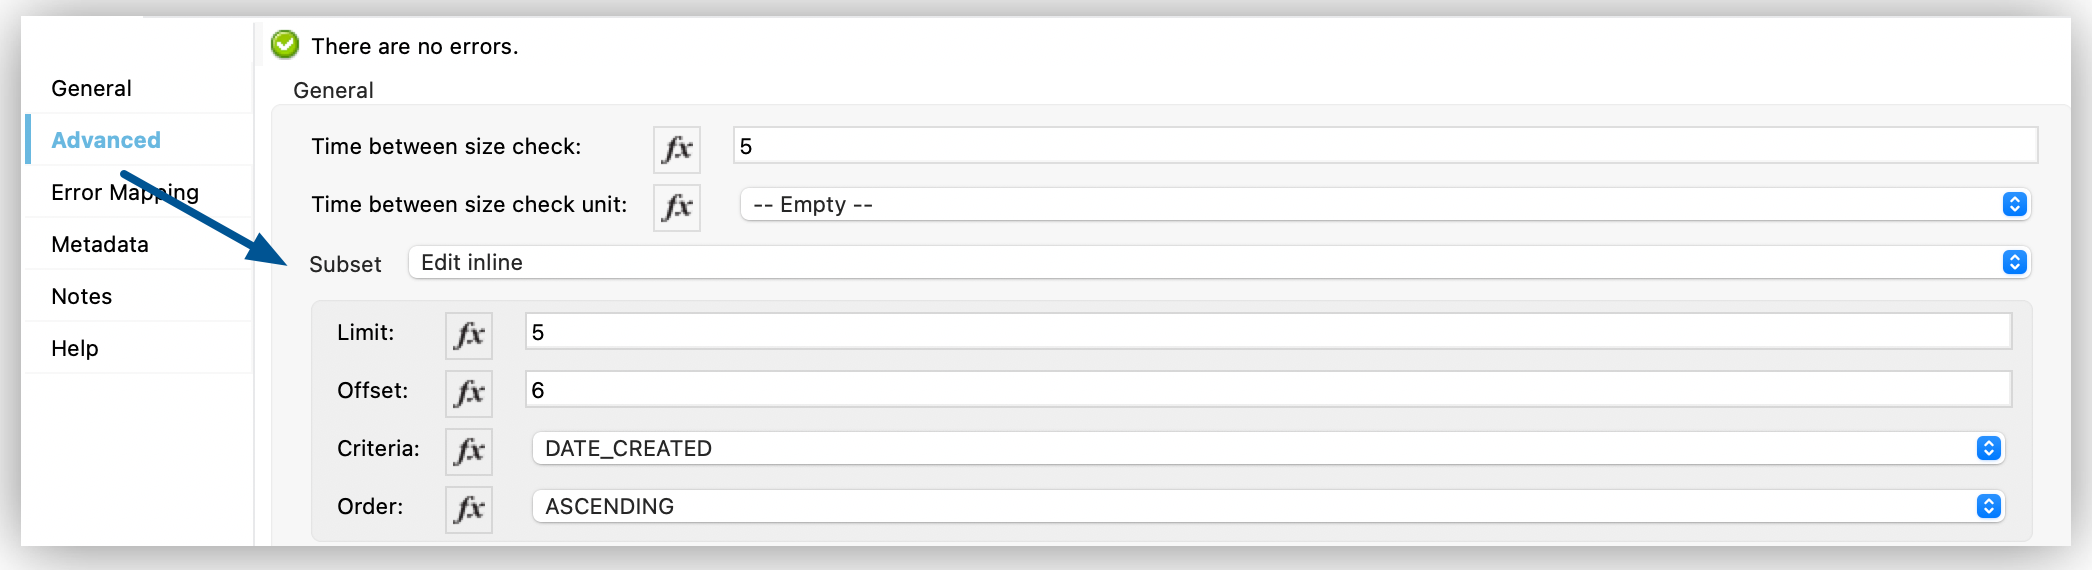 There are no errors.
General
Advanced
Error Mapping
Metadata
Notes
Help
General
Time between size check: fx 5
Time between size check unit: fx -- Empty --
Subset Edit inline
Limit: fx 5
Offset: fx 6
Criteria: fx DATE_CREATED
Order: fx ASCENDING